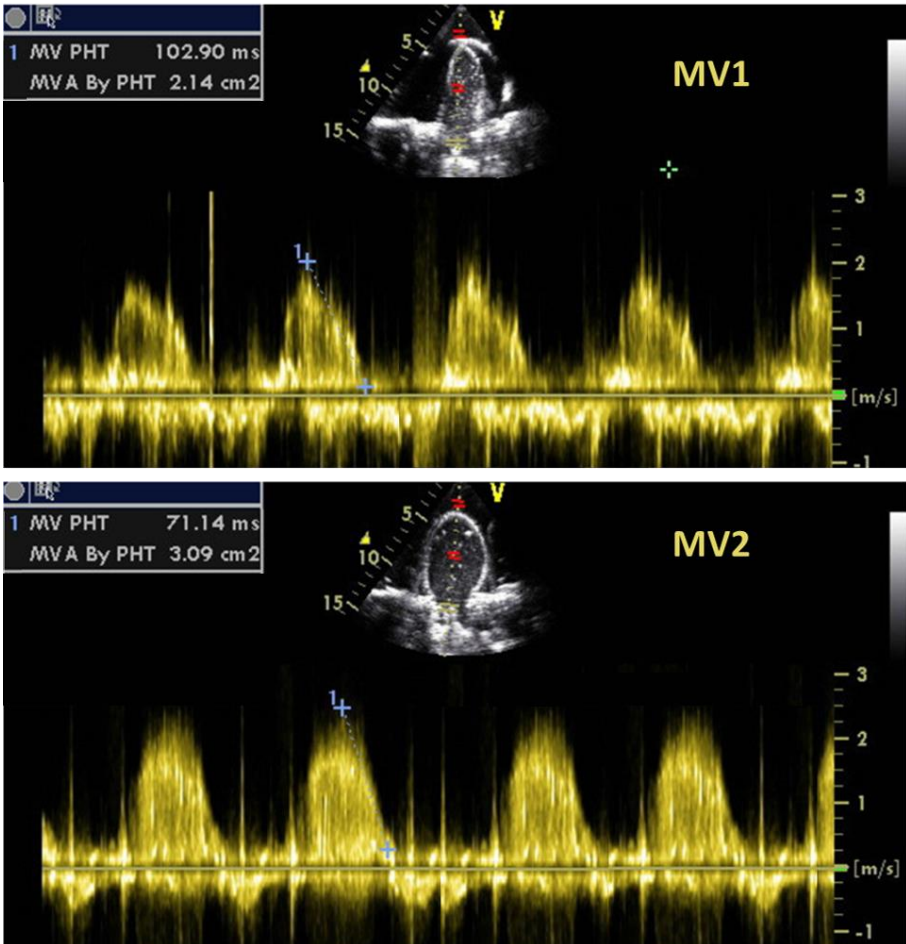 1 MV PHT 102.90 ms
MVA By PHT 2.14 cm2
V
5
10
15
MV1
3
2
1
[m/s]
-1
1
1 MV PHT 71.14 ms
MVA By PHT 3.09 cm2
V
5
10
15
MV2
3
2
1
[m/s]
-1
1